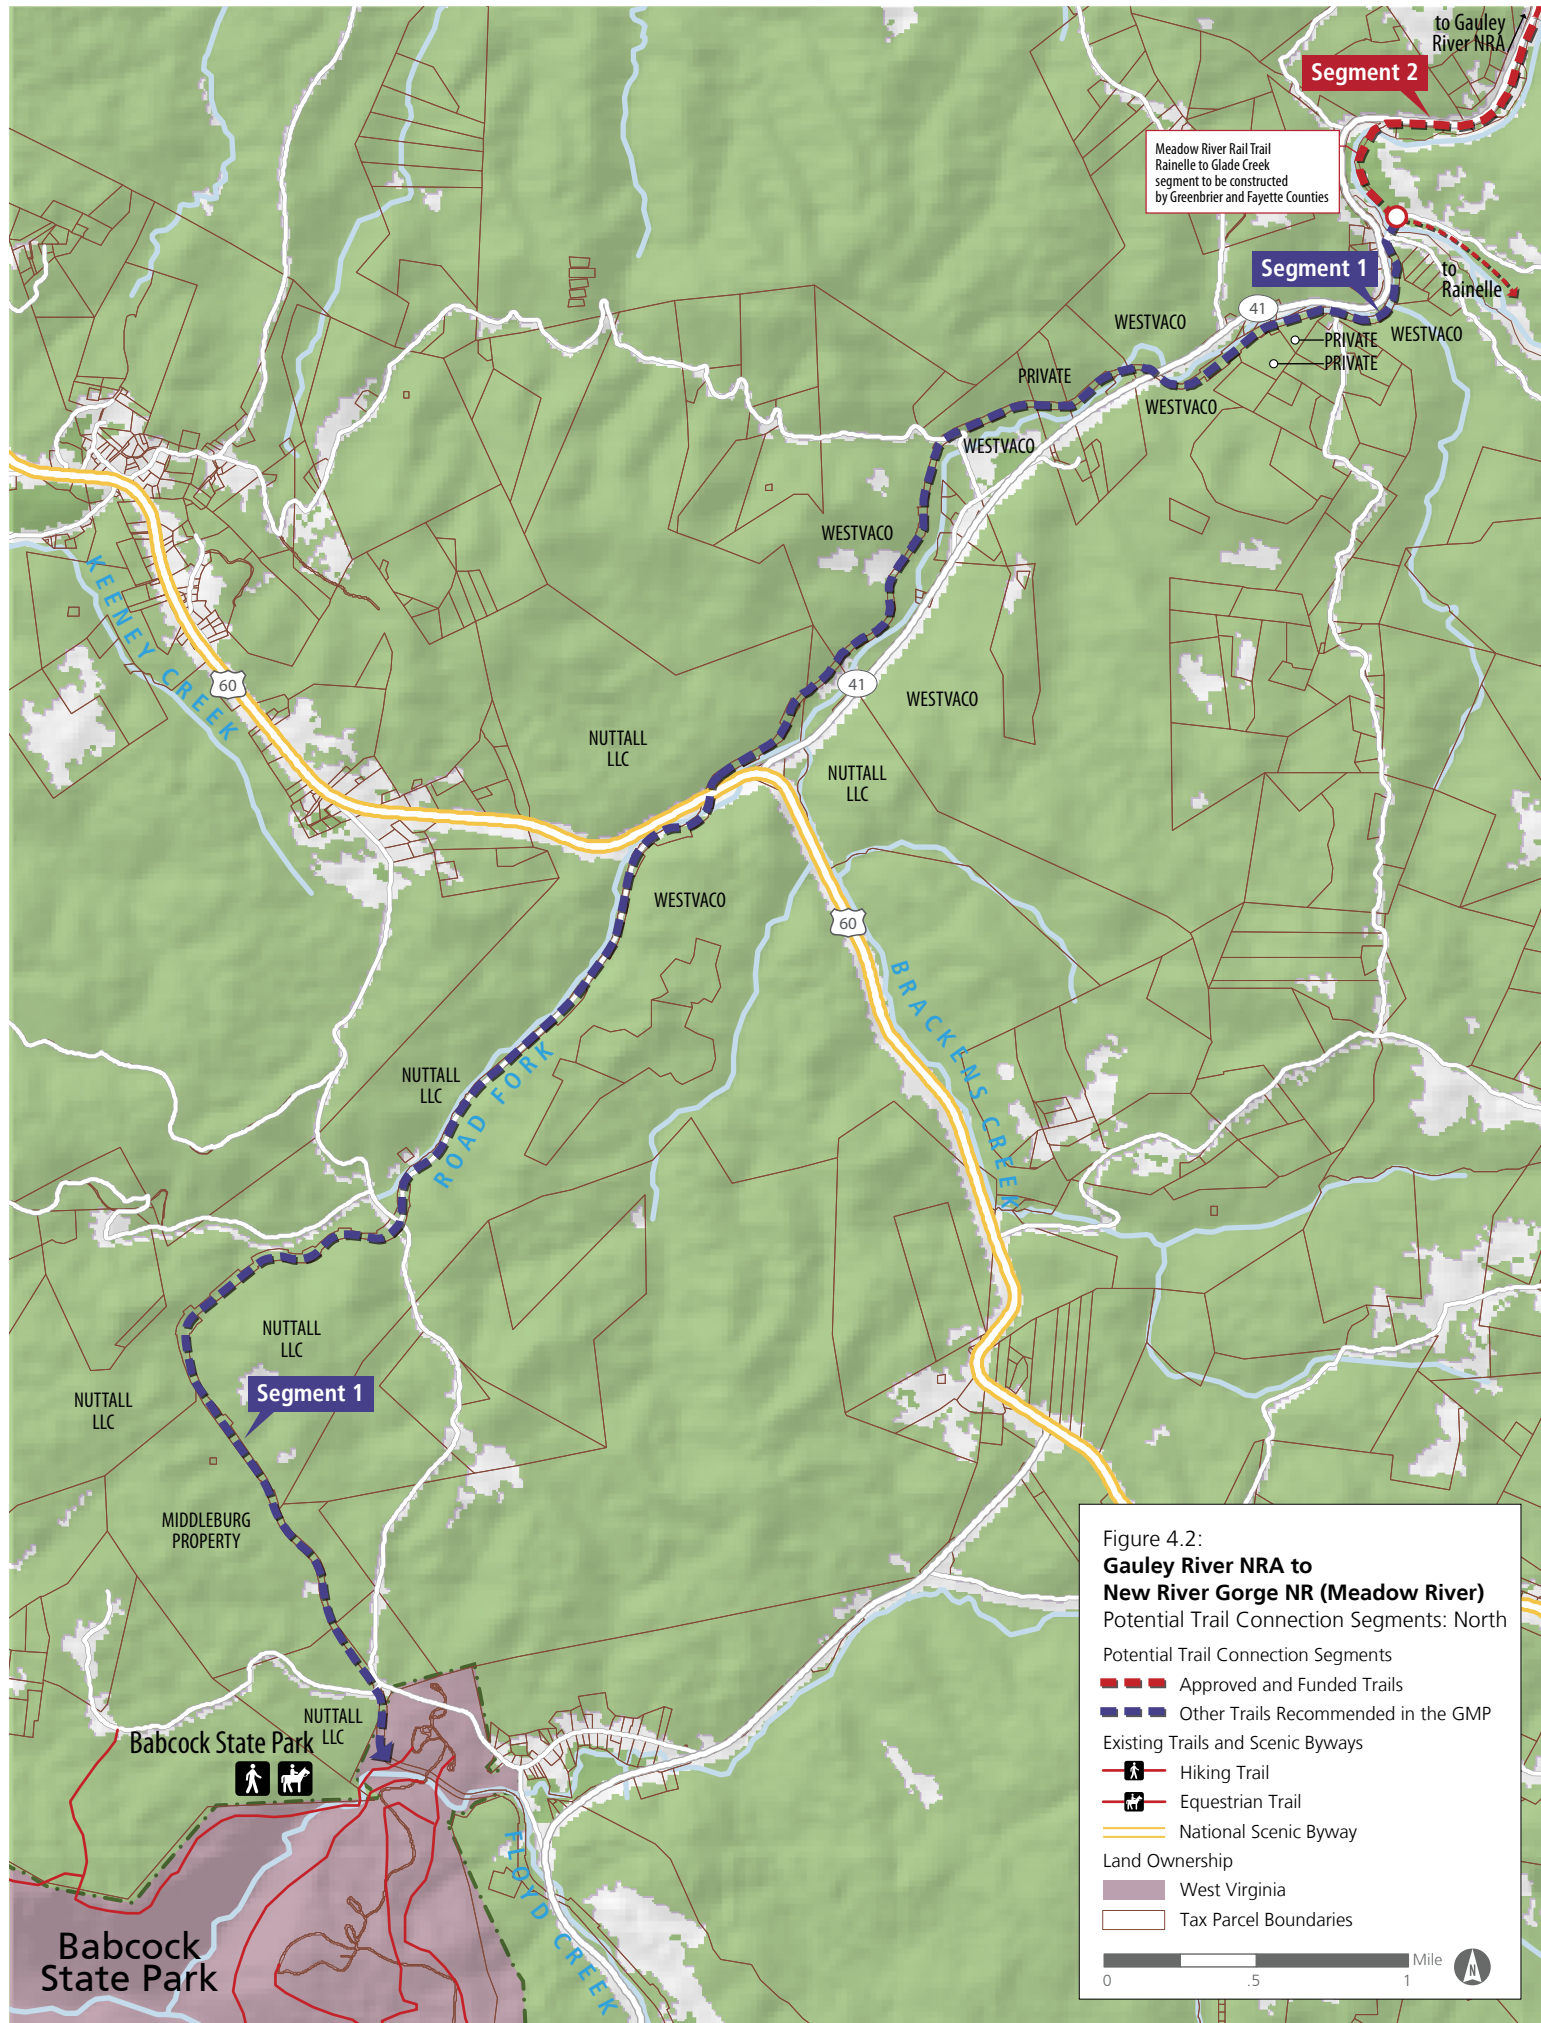 to Gauley
River NRA
Segment 2
Meadow River Rail Trail
Rainelle to Glade Creek
segment to be constructed
by Greenbrier and Fayette Counties
Segment 1
to
Rainelle
41
WESTVACO
WESTVACO
PRIVATE
PRIVATE
PRIVATE
WESTVACO
WESTVACO
WESTVACO
KEENEY CREEK
60
41
WESTVACO
NUTTALL
LLC
NUTTALL
LLC
WESTVACO
60
BRACKENS CREEK
NUTTALL
LLC
ROAD FORK
NUTTALL
LLC
Segment 1
NUTTALL
LLC
MIDDLEBURG
PROPERTY
NUTTALL
LLC
Babcock State Park
FLOYD CREEK
Babcock
State Park
Figure 4.2:
Gauley River NRA to
New River Gorge NR (Meadow River)
Potential Trail Connection Segments: North
Potential Trail Connection Segments
Approved and Funded Trails
Other Trails Recommended in the GMP
Existing Trails and Scenic Byways
Hiking Trail
Equestrian Trail
National Scenic Byway
Land Ownership
West Virginia
Tax Parcel Boundaries
Mile
0 .5 1
N